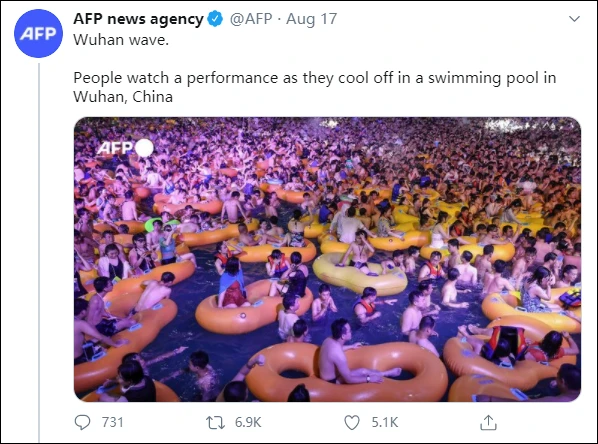 AFP
AFP news agency @AFP · Aug 17
Wuhan wave.
People watch a performance as they cool off in a swimming pool in
Wuhan, China
AFP
731 6.9K 5.1K